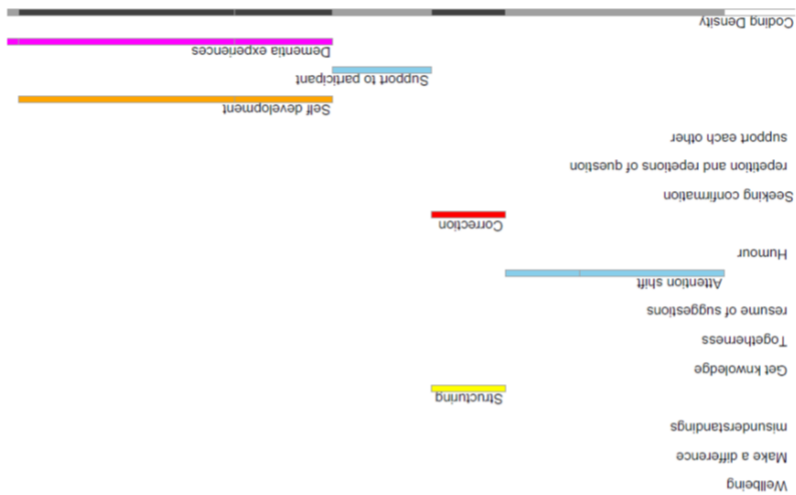 Wellbeing
Make a difference
misunderstandings
Structuring
Get knwoledge
Togetherness
resume of suggestions
Attention shift
Humour
Correction
Seeking confirmation
repetition and repetions of question
support each other
Self development
Support to participant
Dementia experiences
Coding Density